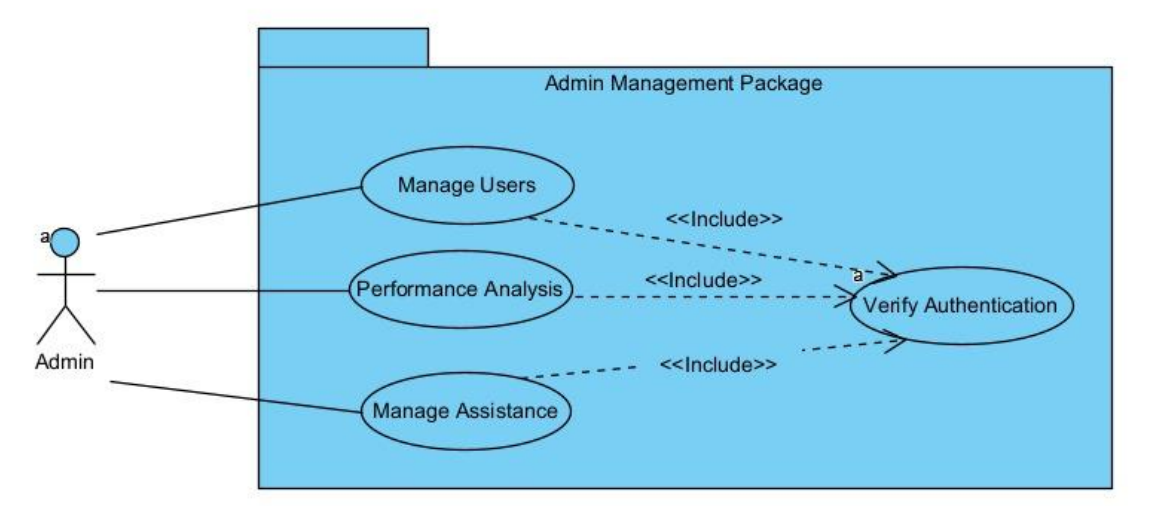 Admin Management Package
Manage Users
<<Include>>
a
Performance Analysis
<<Include>>
a
Verify Authentication
Admin
<<Include>>
Manage Assistance